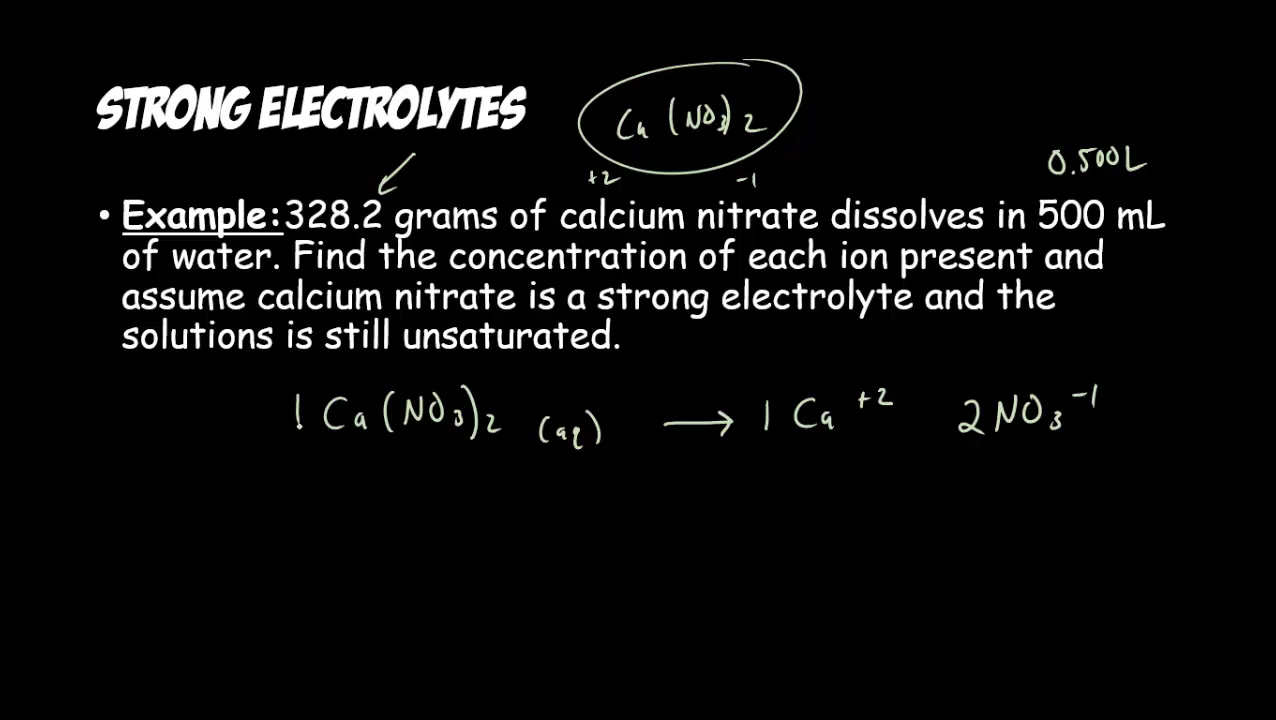 STRONG ELECTROLYTES
Ca (NO3)2
+2 -1
0.500L
• Example:328.2 grams of calcium nitrate dissolves in 500 mL
of water. Find the concentration of each ion present and
assume calcium nitrate is a strong electrolyte and the
solutions is still unsaturated.
1 Ca (NO3)2 (aq) → 1 Ca +2 2NO3 -1